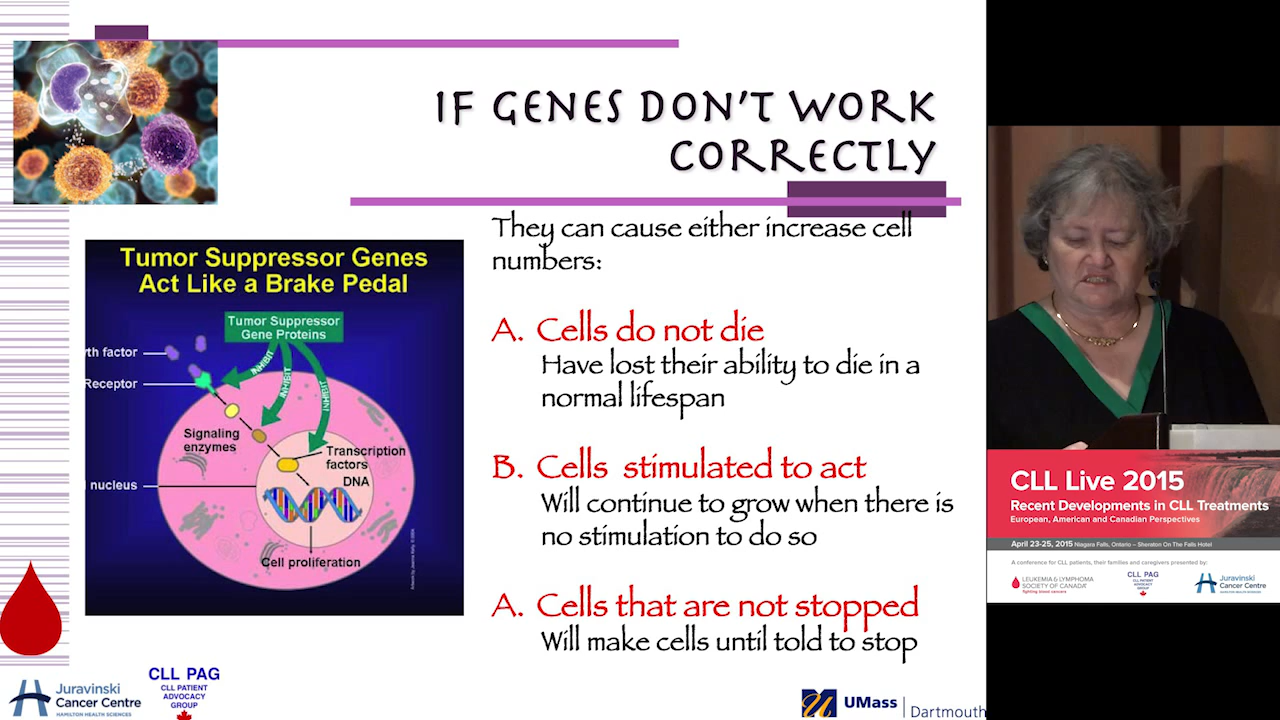 IF GENES DON'T WORK
CORRECTLY
They can cause either increase cell
numbers:
A. Cells do not die
Have lost their ability to die in a
normal lifespan
B. Cells stimulated to act
Will continue to grow when there is
no stimulation to do so
A. Cells that are not stopped
Will make cells until told to stop
Tumor Suppressor Genes
Act Like a Brake Pedal
Tumor Suppressor
Gene Proteins
INHIBIT
INHIBIT
INHIBIT
th factor
Receptor
Signaling
enzymes
Transcription
factors
DNA
nucleus
Cell proliferation
Juravinski
Cancer Centre
HAMILTON HEALTH SCIENCES
CLL PAG
CLL PATIENT
ADVOCACY
GROUP
UMass
Dartmouth
CLL Live 2015
Recent Developments in CLL Treatments
European, American and Canadian Perspectives
April 23-25, 2015 Niagara Falls, Ontario – Sheraton On The Falls Hotel
A conference for CLL patients, their families and caregivers presented by:
LEUKEMIA & LYMPHOMA
SOCIETY OF CANADA
fighting blood cancers
CLL PAG
CLL PATIENT
ADVOCACY
GROUP
Juravinski
Cancer Centre
HAMILTON HEALTH SCIENCES